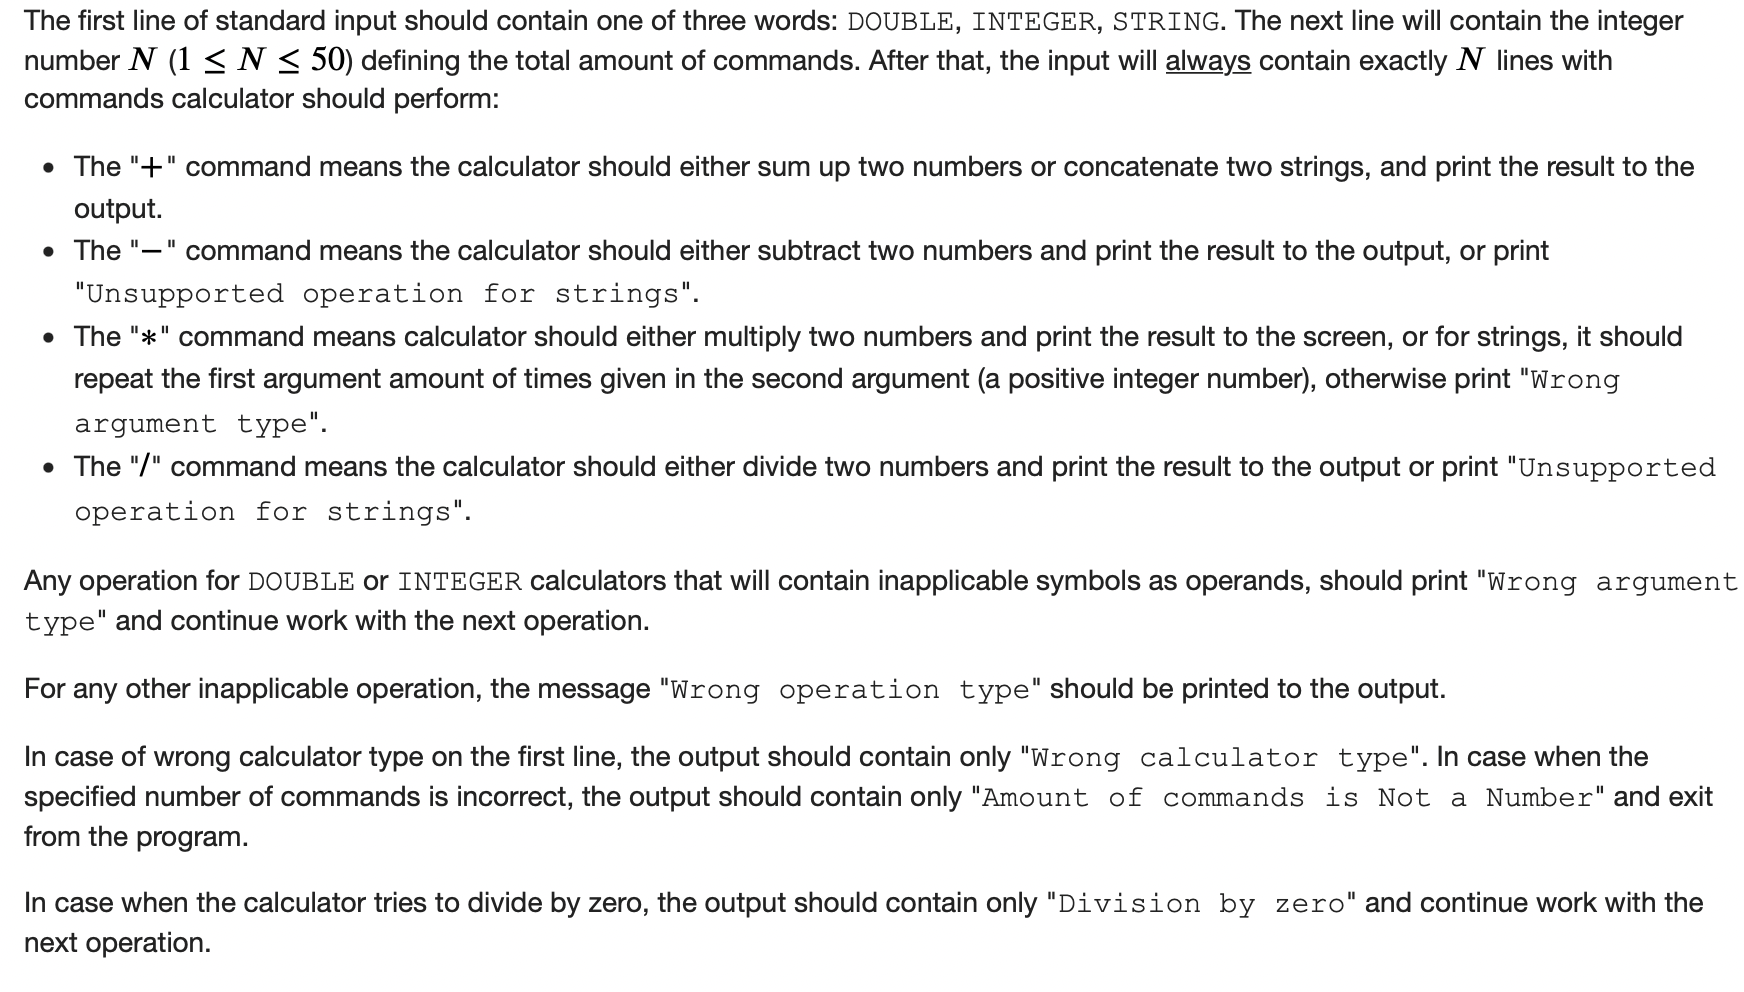 The first line of standard input should contain one of three words: DOUBLE, INTEGER, STRING. The next line will contain the integer
number N (1 ≤ N ≤ 50) defining the total amount of commands. After that, the input will always contain exactly N lines with
commands calculator should perform:
• The "+" command means the calculator should either sum up two numbers or concatenate two strings, and print the result to the
output.
• The "−" command means the calculator should either subtract two numbers and print the result to the output, or print
"Unsupported operation for strings".
• The "*" command means calculator should either multiply two numbers and print the result to the screen, or for strings, it should
repeat the first argument amount of times given in the second argument (a positive integer number), otherwise print "Wrong
argument type".
• The "/" command means the calculator should either divide two numbers and print the result to the output or print "Unsupported
operation for strings".
Any operation for DOUBLE or INTEGER calculators that will contain inapplicable symbols as operands, should print "Wrong argument
type" and continue work with the next operation.
For any other inapplicable operation, the message "Wrong operation type" should be printed to the output.
In case of wrong calculator type on the first line, the output should contain only "Wrong calculator type". In case when the
specified number of commands is incorrect, the output should contain only "Amount of commands is Not a Number" and exit
from the program.
In case when the calculator tries to divide by zero, the output should contain only "Division by zero" and continue work with the
next operation.